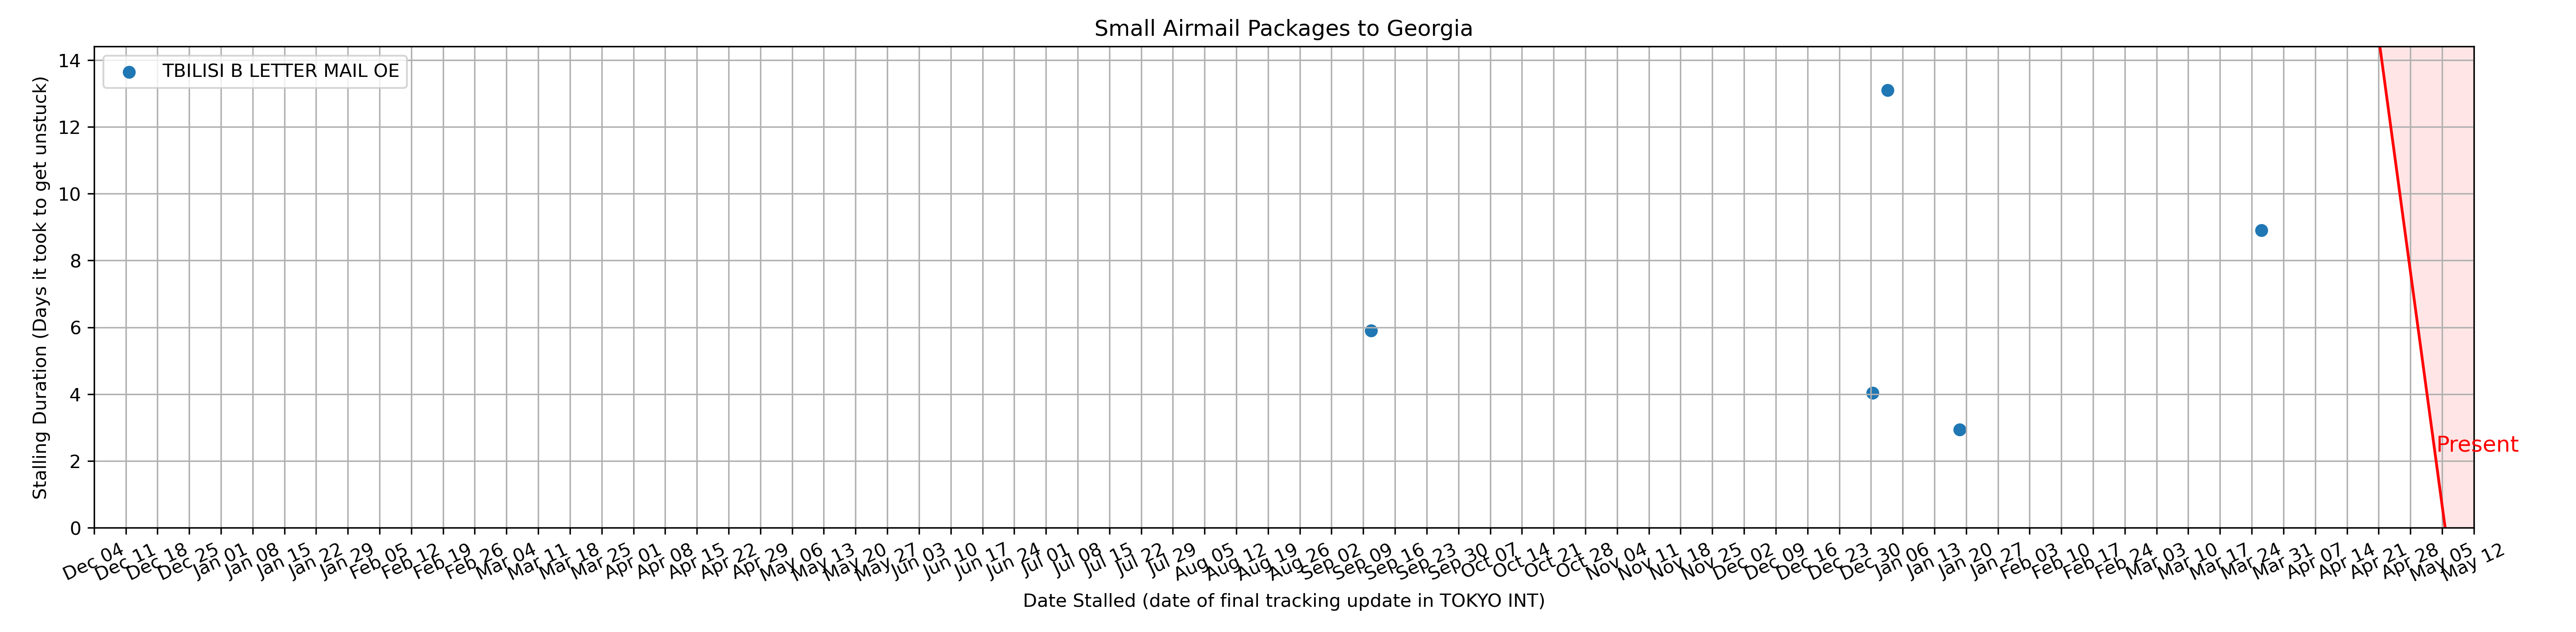 Small Airmail Packages to Georgia
TBILISI B LETTER MAIL OE
Stalling Duration (Days it took to get unstuck)
14
12
10
8
6
4
2
0
Present
Dec 04 Dec 11 Dec 18 Dec 25 Jan 01 Jan 08 Jan 15 Jan 22 Jan 29 Feb 05 Feb 12 Feb 19 Feb 26 Mar 04 Mar 11 Mar 18 Mar 25 Apr 01 Apr 08 Apr 15 Apr 22 Apr 29 May 06 May 13 May 20 May 27 Jun 03 Jun 10 Jun 17 Jun 24 Jul 01 Jul 08 Jul 15 Jul 22 Jul 29 Aug 05 Aug 12 Aug 19 Aug 26 Sep 02 Sep 09 Sep 16 Sep 23 Sep 30 Oct 07 Oct 14 Oct 21 Oct 28 Nov 04 Nov 11 Nov 18 Nov 25 Dec 02 Dec 09 Dec 16 Dec 23 Dec 30 Jan 06 Jan 13 Jan 20 Jan 27 Feb 03 Feb 10 Feb 17 Feb 24 Mar 03 Mar 10 Mar 17 Mar 24 Mar 31 Apr 07 Apr 14 Apr 21 Apr 28 May 05 May 12
Date Stalled (date of final tracking update in TOKYO INT)